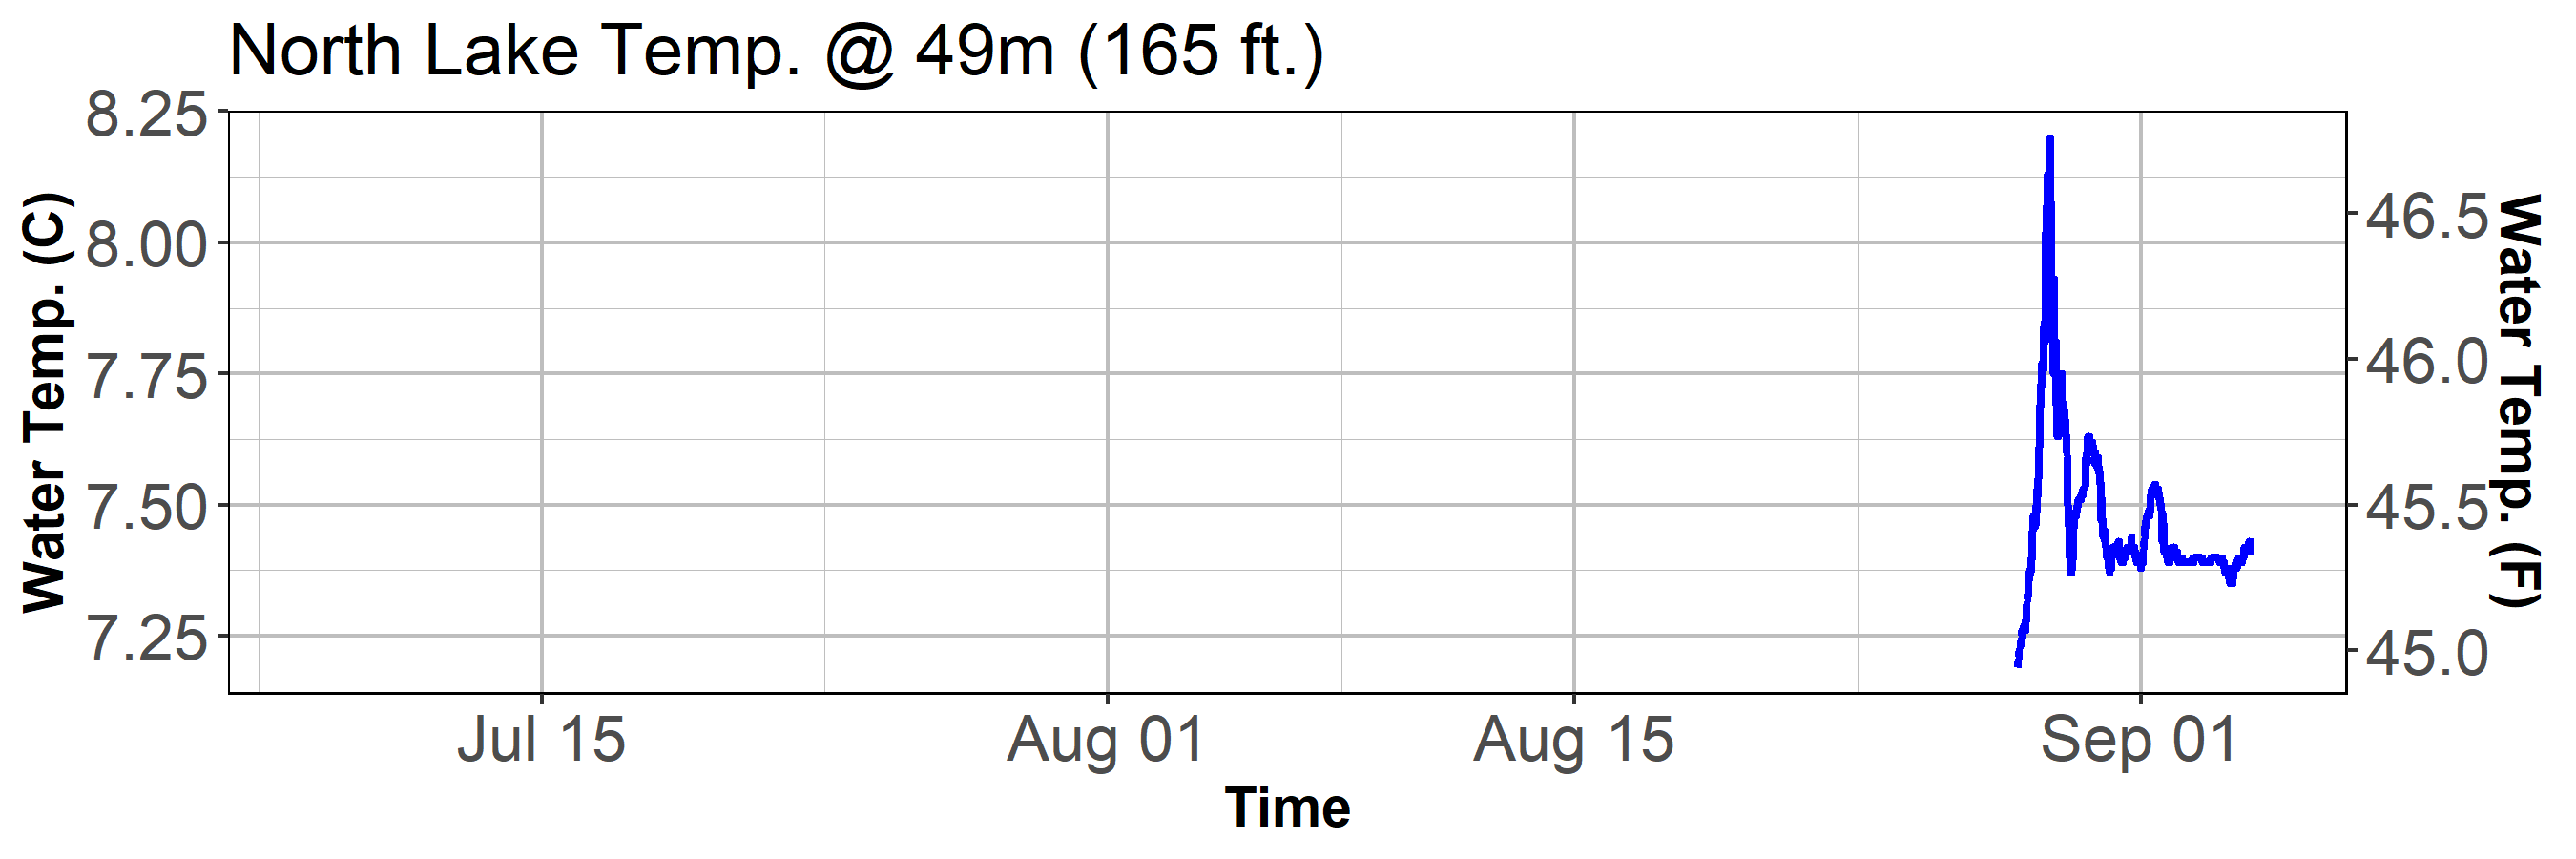 North Lake Temp. @ 49m (165 ft.)
Water Temp. (C)
8.25
8.00
7.75
7.50
7.25
46.5
46.0
45.5
45.0
Water Temp. (F)
Jul 15 Aug 01 Aug 15 Sep 01
Time